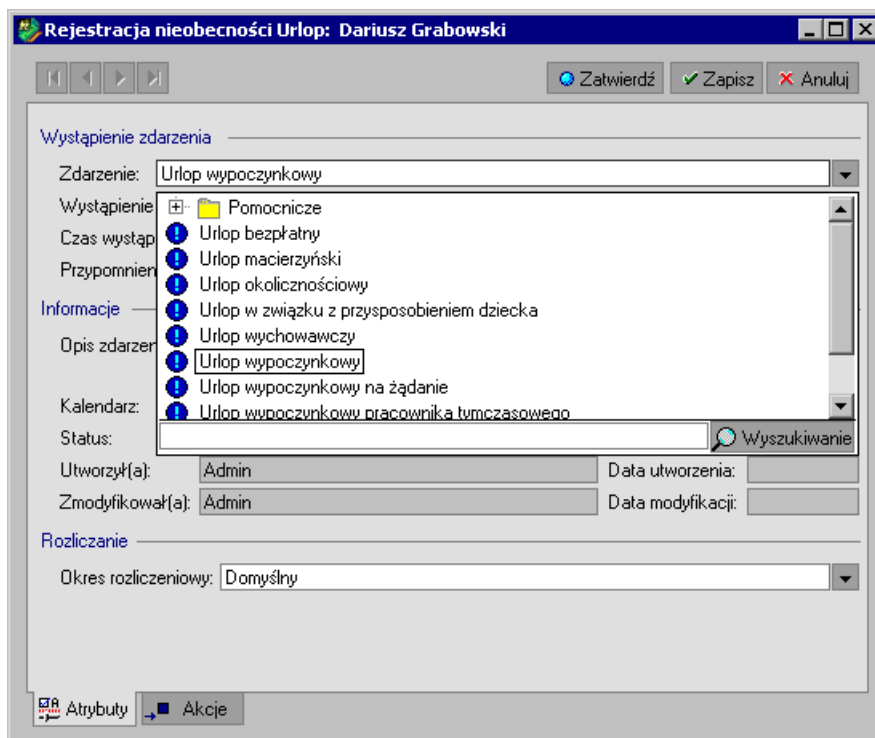 Rejestracja nieobecności Urlop: Dariusz Grabowski
Zatwierdź Zapisz Anuluj
Wystąpienie zdarzenia
Zdarzenie: Urlop wypoczynkowy
Wystąpienie Pomocnicze
Urlop bezpłatny
Czas wystąp
Urlop macierzyński
Przypomnien
Urlop okolicznościowy
Informacje Urlop w związku z przysposobieniem dziecka
Urlop wychowawczy
Opis zdarzer
Urlop wypoczynkowy
Urlop wypoczynkowy na żądanie
Kalendarz: Urlop wypoczynkowy pracownika tymczasowego
Status: Wyszukiwanie
Utworzył(a): Admin Data utworzenia:
Zmodyfikował(a): Admin Data modyfikacji:
Rozliczanie
Okres rozliczeniowy: Domyślny
Atrybuty Akcje